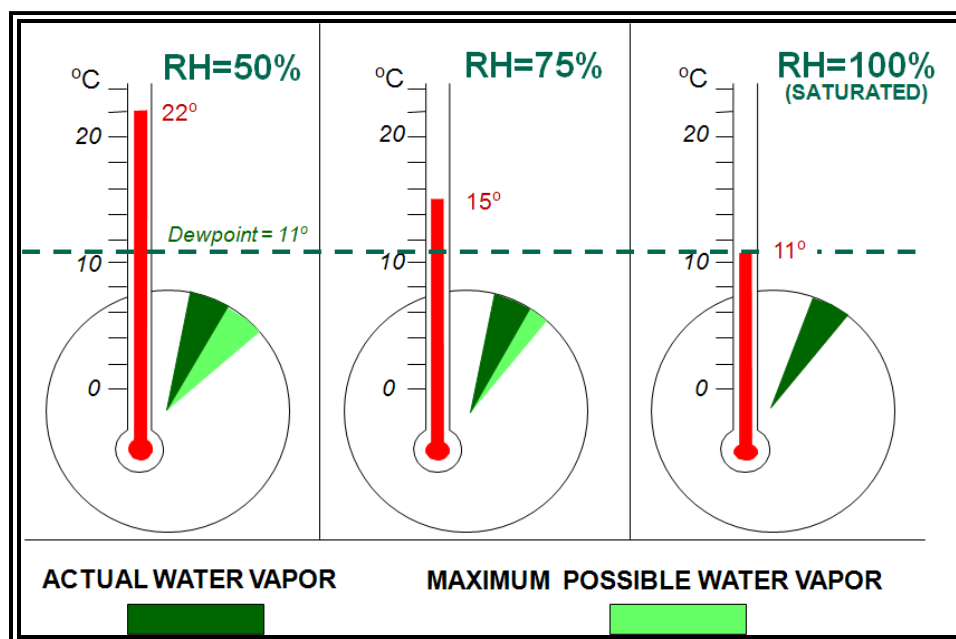 °C
RH=50%
22°
20
Dewpoint = 11°
10
0
°C
RH=75%
20
15°
10
0
°C
RH=100%
(SATURATED)
20
11°
10
0
ACTUAL WATER VAPOR
MAXIMUM POSSIBLE WATER VAPOR